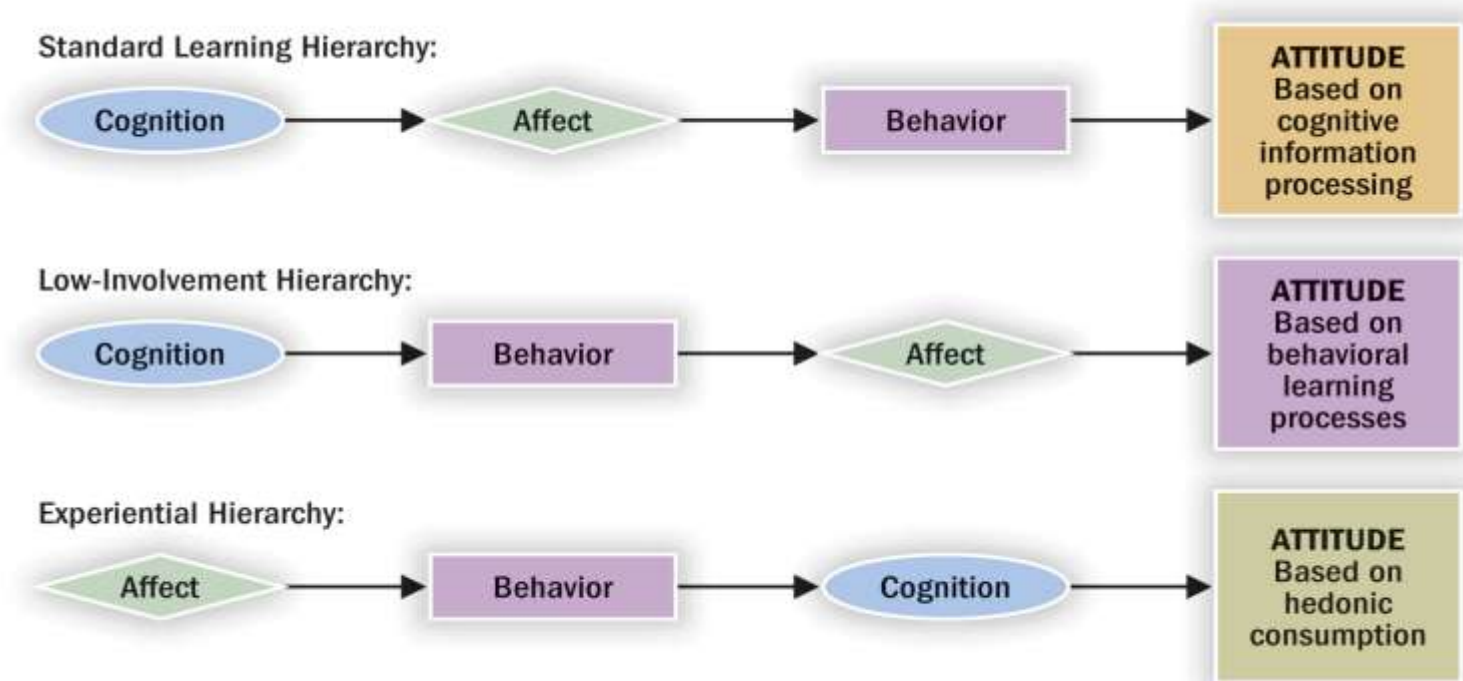 Standard Learning Hierarchy:
Cognition
Affect
Behavior
ATTITUDE
Based on
cognitive
information
processing
Low-Involvement Hierarchy:
Cognition
Behavior
Affect
ATTITUDE
Based on
behavioral
learning
processes
Experiential Hierarchy:
Affect
Behavior
Cognition
ATTITUDE
Based on
hedonic
consumption